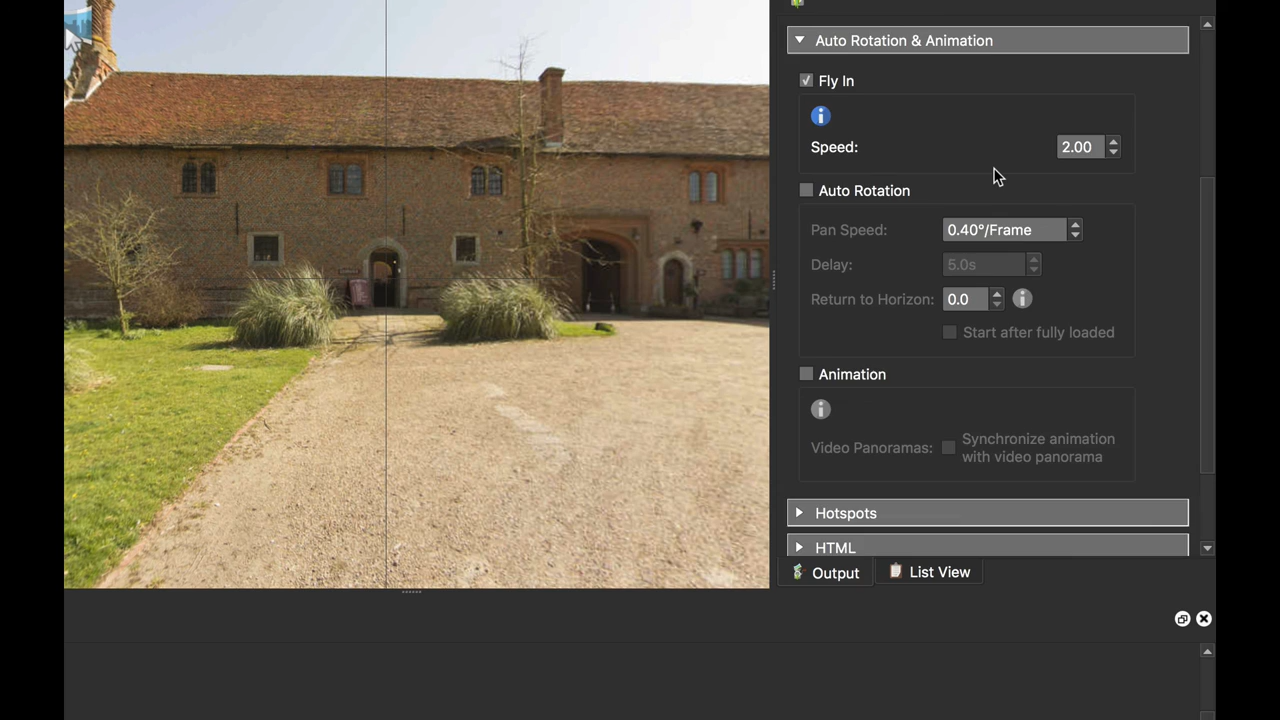 Auto Rotation & Animation
Fly In
Speed:
2.00
Auto Rotation
Pan Speed:
0.40°/Frame
Delay:
5.0s
Return to Horizon:
0.0
Start after fully loaded
Animation
Video Panoramas:
Synchronize animation
with video panorama
Hotspots
HTML
Output
List View